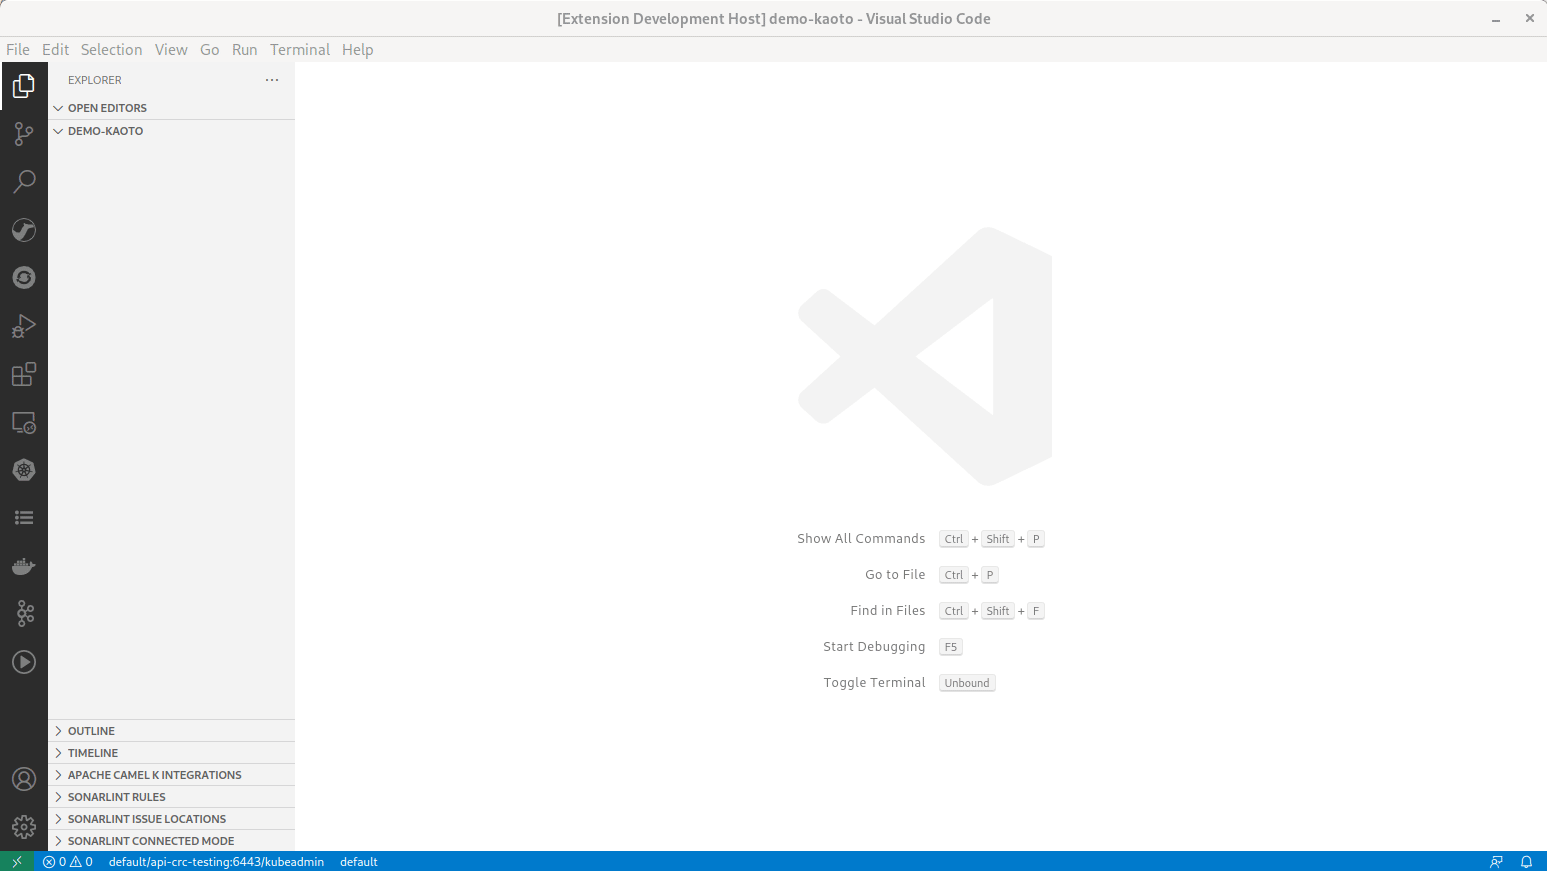 [Extension Development Host] demo-kaoto - Visual Studio Code
File Edit Selection View Go Run Terminal Help
EXPLORER
OPEN EDITORS
DEMO-KAOTO
Show All Commands Ctrl + Shift + P
Go to File Ctrl + P
Find in Files Ctrl + Shift + F
Start Debugging F5
Toggle Terminal Unbound
OUTLINE
TIMELINE
APACHE CAMEL K INTEGRATIONS
SONARLINT RULES
SONARLINT ISSUE LOCATIONS
SONARLINT CONNECTED MODE
0 0 default/api-crc-testing:6443/kubeadmin default